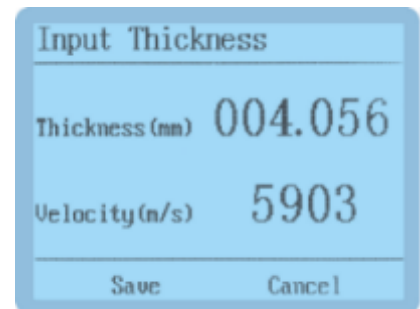 Input Thickness
Thickness(mm) 004.056
Velocity(m/s) 5903
Save Cancel